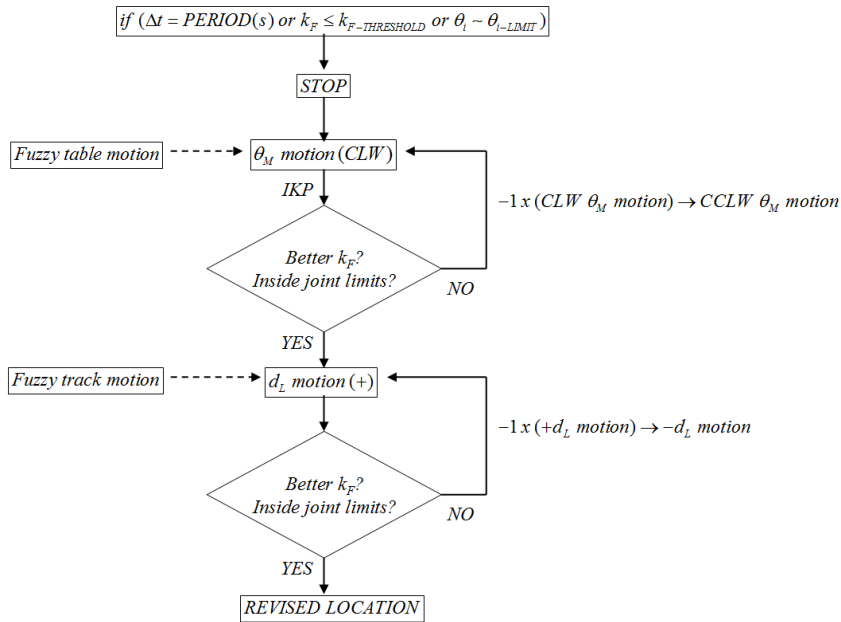 if (Δt = PERIOD(s) or k_F ≤ k_{F-THRESHOLD} or θ_i ~ θ_{i-LIMIT})
STOP
Fuzzy table motion
θ_M motion (CLW)
IKP
-1 x (CLW θ_M motion) → CCLW θ_M motion
Better k_F?
Inside joint limits?
NO
YES
Fuzzy track motion
d_L motion (+)
-1 x (+d_L motion) → -d_L motion
Better k_F?
Inside joint limits?
NO
YES
REVISED LOCATION